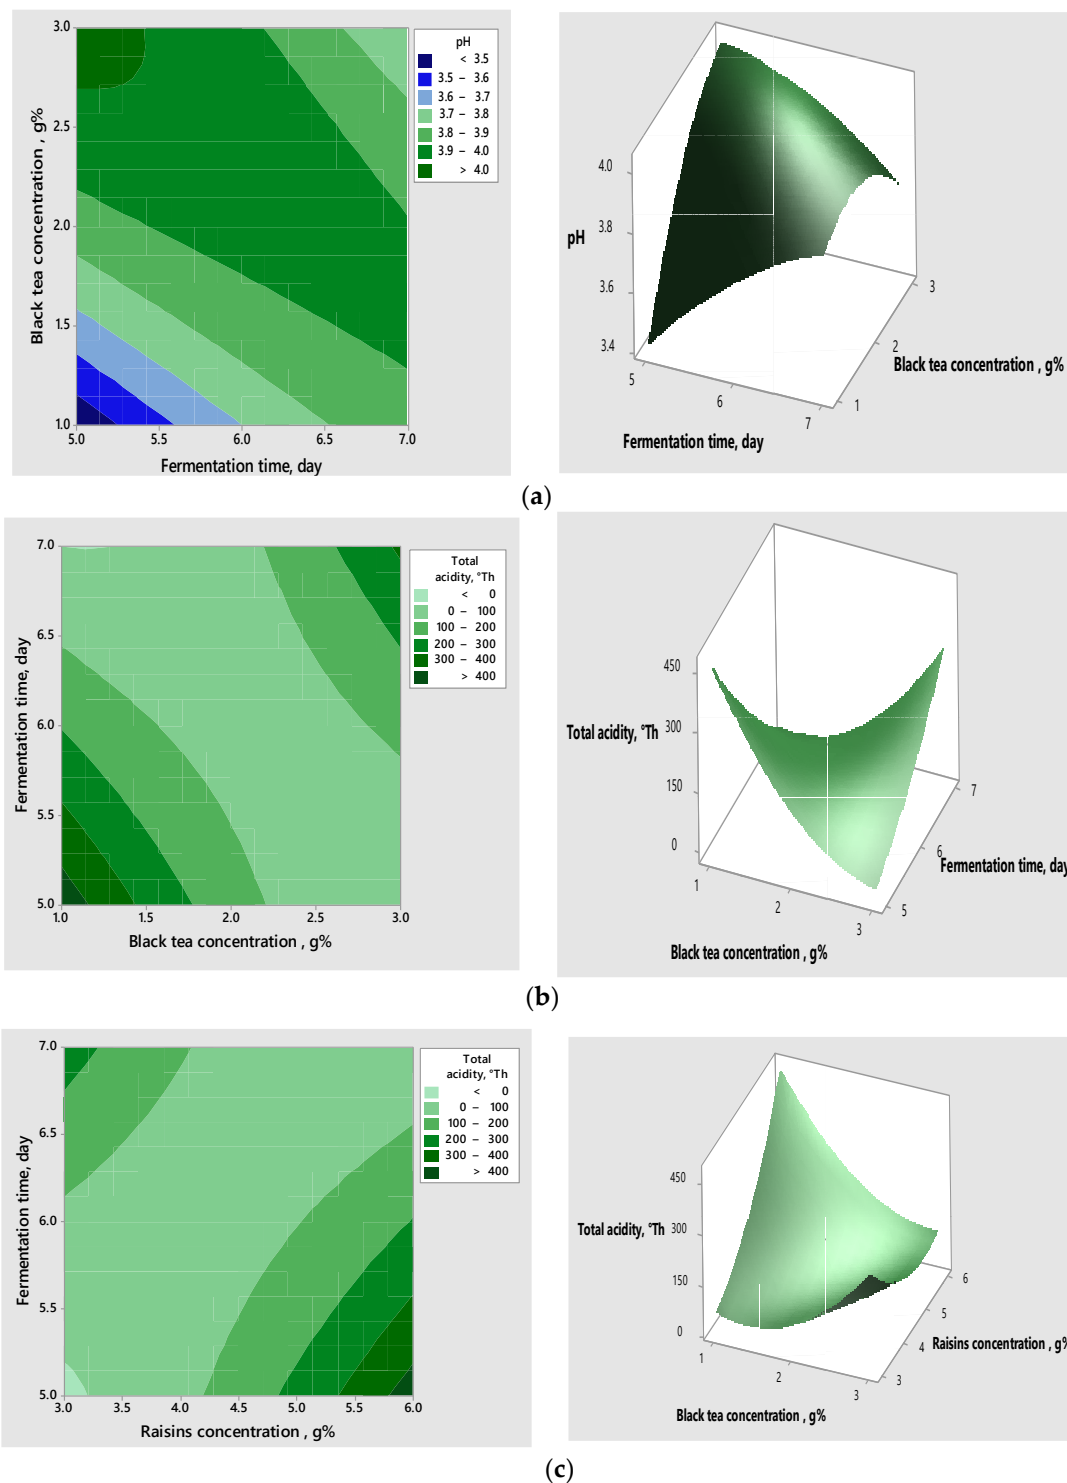 3.0
2.5
2.0
1.5
1.0
5.0 5.5 6.0 6.5 7.0
Black tea concentration , g%
Fermentation time, day
pH
< 3.5
3.5 – 3.6
3.6 – 3.7
3.7 – 3.8
3.8 – 3.9
3.9 – 4.0
> 4.0
4.0
3.8
3.6
3.4
pH
5
6
7
Fermentation time, day
1
2
3
Black tea concentration , g%
(a)
7.0
6.5
6.0
5.5
5.0
1.0 1.5 2.0 2.5 3.0
Fermentation time, day
Black tea concentration , g%
Total
acidity, °Th
< 0
0 – 100
100 – 200
200 – 300
300 – 400
> 400
450
300
150
0
Total acidity, °Th
1
2
3
Black tea concentration , g%
5
6
7
Fermentation time, day
(b)
7.0
6.5
6.0
5.5
5.0
3.0 3.5 4.0 4.5 5.0 5.5 6.0
Fermentation time, day
Raisins concentration , g%
Total
acidity, °Th
< 0
0 – 100
100 – 200
200 – 300
300 – 400
> 400
450
300
150
0
Total acidity, °Th
1
2
3
Black tea concentration , g%
3
4
5
6
Raisins concentration , g%
(c)